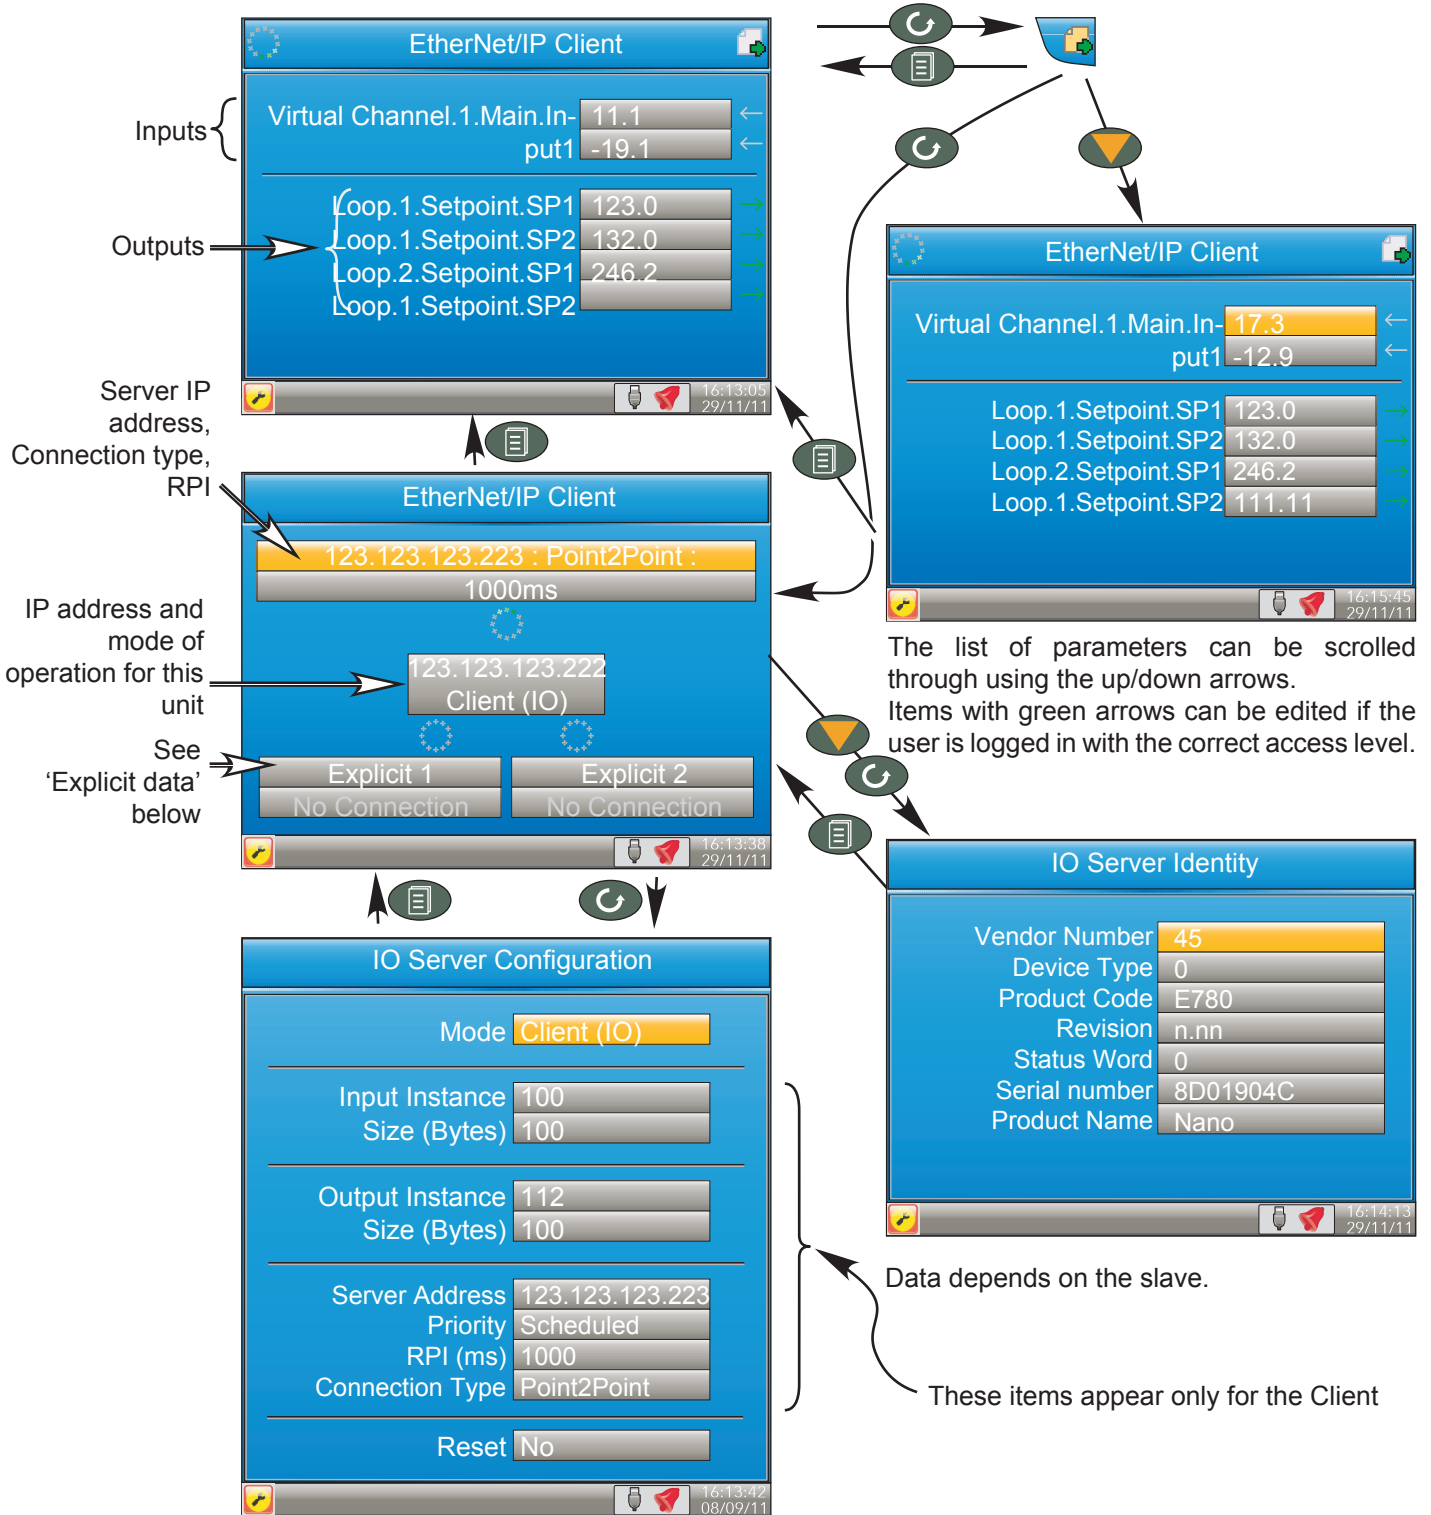 EtherNet/IP Client
Inputs
Virtual Channel.1.Main.In-
put1
11.1
-19.1
Outputs
Loop.1.Setpoint.SP1 123.0
Loop.1.Setpoint.SP2 132.0
Loop.2.Setpoint.SP1 246.2
Loop.1.Setpoint.SP2
16:13:05
29/11/11
EtherNet/IP Client
Virtual Channel.1.Main.In-
put1
17.3
-12.9
Loop.1.Setpoint.SP1 123.0
Loop.1.Setpoint.SP2 132.0
Loop.2.Setpoint.SP1 246.2
Loop.1.Setpoint.SP2 111.11
16:15:45
29/11/11
The list of parameters can be scrolled
through using the up/down arrows.
Items with green arrows can be edited if the
user is logged in with the correct access level.
Server IP
address,
Connection type,
RPI
EtherNet/IP Client
123.123.123.223 : Point2Point :
1000ms
IP address and
mode of
operation for this
unit
123.123.123.222
Client (IO)
See
‘Explicit data’
below
Explicit 1
No Connection
Explicit 2
No Connection
16:13:38
29/11/11
IO Server Identity
Vendor Number 45
Device Type 0
Product Code E780
Revision n.nn
Status Word 0
Serial number 8D01904C
Product Name Nano
16:14:13
29/11/11
Data depends on the slave.
IO Server Configuration
Mode Client (IO)
Input Instance 100
Size (Bytes) 100
Output Instance 112
Size (Bytes) 100
Server Address 123.123.123.223
Priority Scheduled
RPI (ms) 1000
Connection Type Point2Point
Reset No
16:13:42
08/09/11
These items appear only for the Client